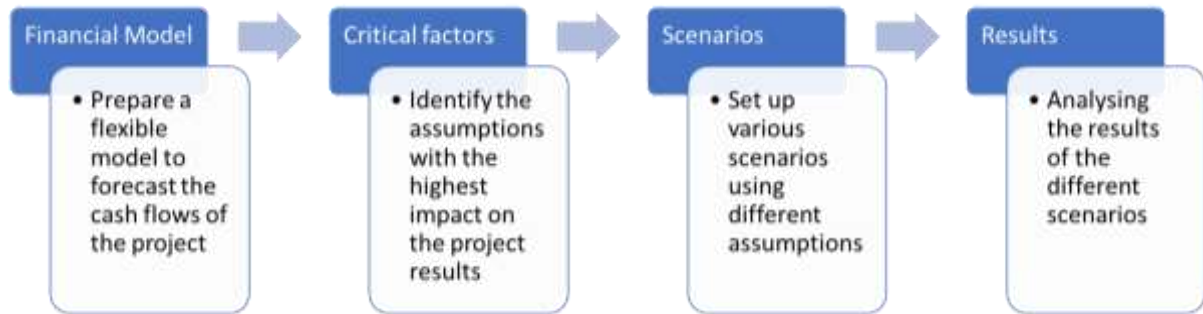 Financial Model
• Prepare a
flexible
model to
forecast the
cash flows of
the project
Critical factors
• Identify the
assumptions
with the
highest
impact on
the project
results
Scenarios
• Set up
various
scenarios
using
different
assumptions
Results
• Analysing
the results
of the
different
scenarios